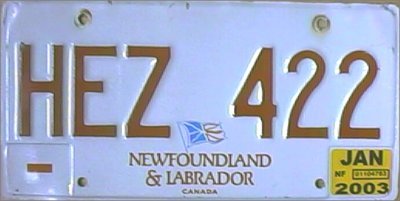 HEZ 422
NEWFOUNDLAND
& LABRADOR
CANADA
JAN
NF
2003